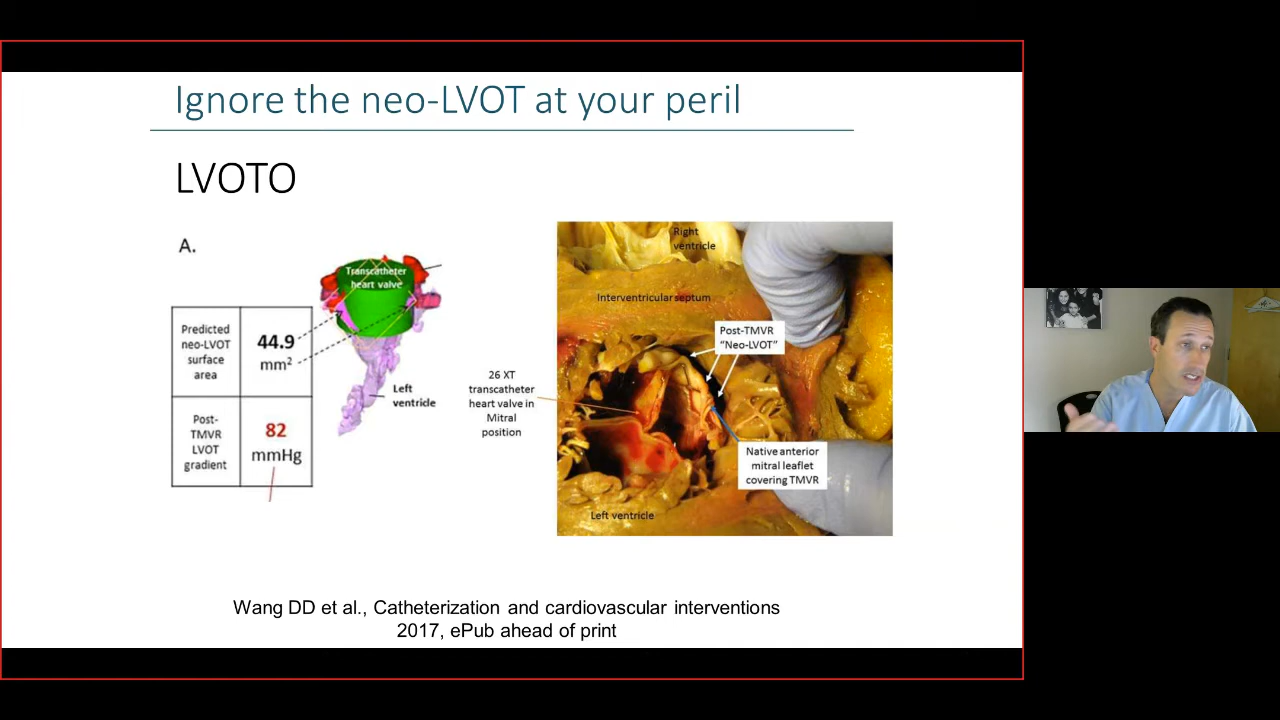 Ignore the neo-LVOT at your peril
LVOTO
A.
Predicted
neo-LVOT
surface
area
44.9
mm²
Post-
TMVR
LVOT
gradient
82
mmHg
Transcatheter
heart valve
Left
ventricle
26 XT
transcatheter
heart valve in
Mitral
position
Right
ventricle
Interventricular septum
Post-TMVR
“Neo-LVOT”
Native anterior
mitral leaflet
covering TMVR
Left ventricle
Wang DD et al., Catheterization and cardiovascular interventions
2017, ePub ahead of print